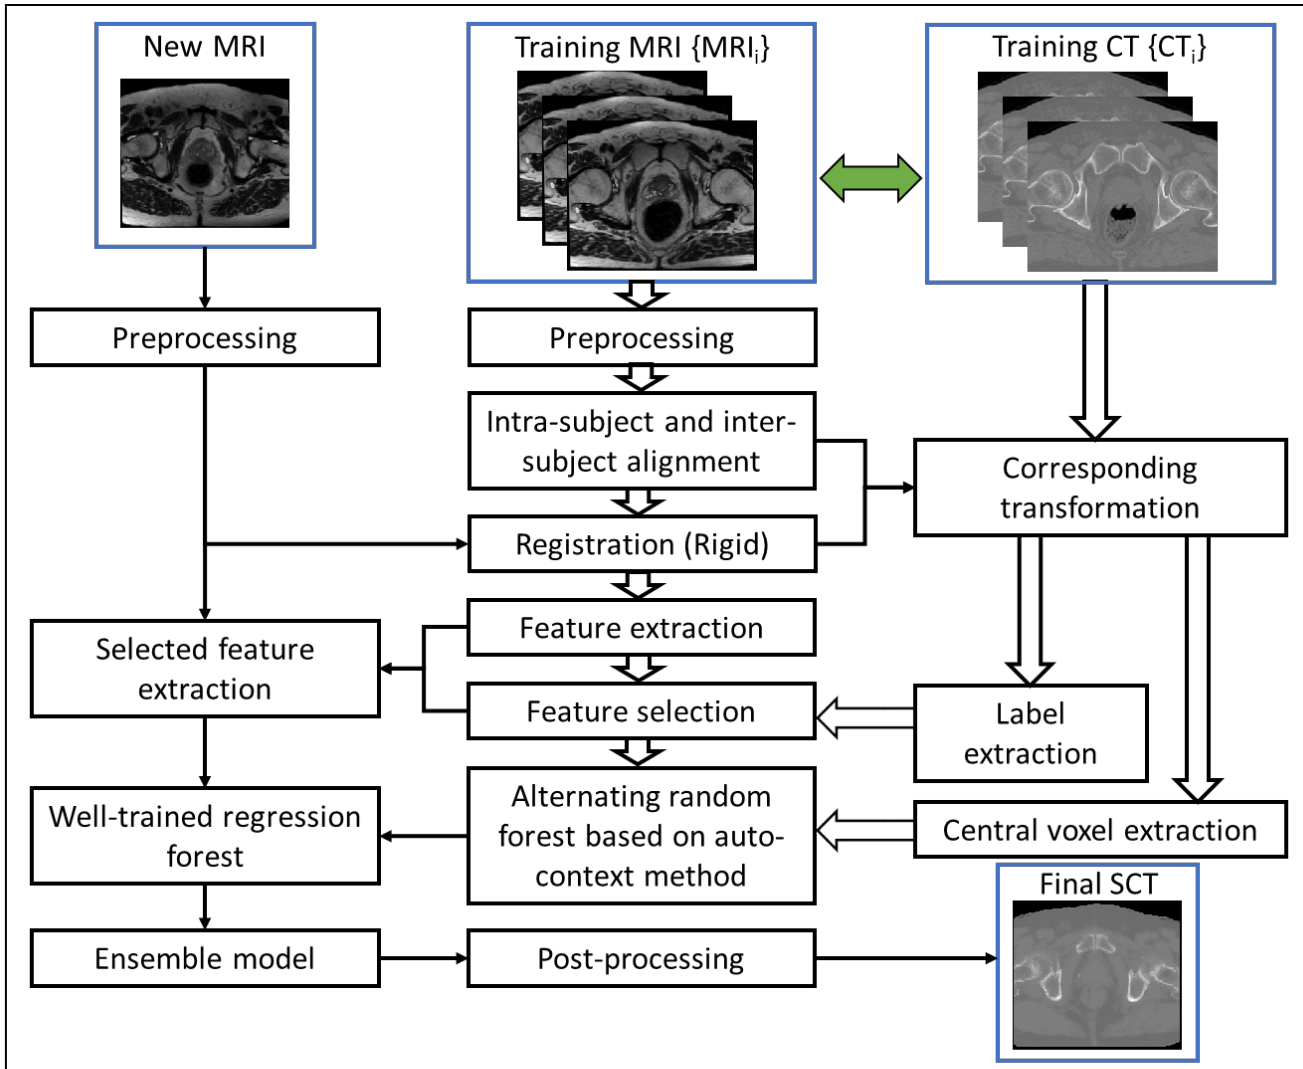 New MRI
Training MRI {MRIi}
Training CT {CTi}
Preprocessing
Preprocessing
Intra-subject and inter-
subject alignment
Corresponding
transformation
Registration (Rigid)
Feature extraction
Selected feature
extraction
Feature selection
Label
extraction
Well-trained regression
forest
Alternating random
forest based on auto-
context method
Central voxel extraction
Final SCT
Ensemble model
Post-processing